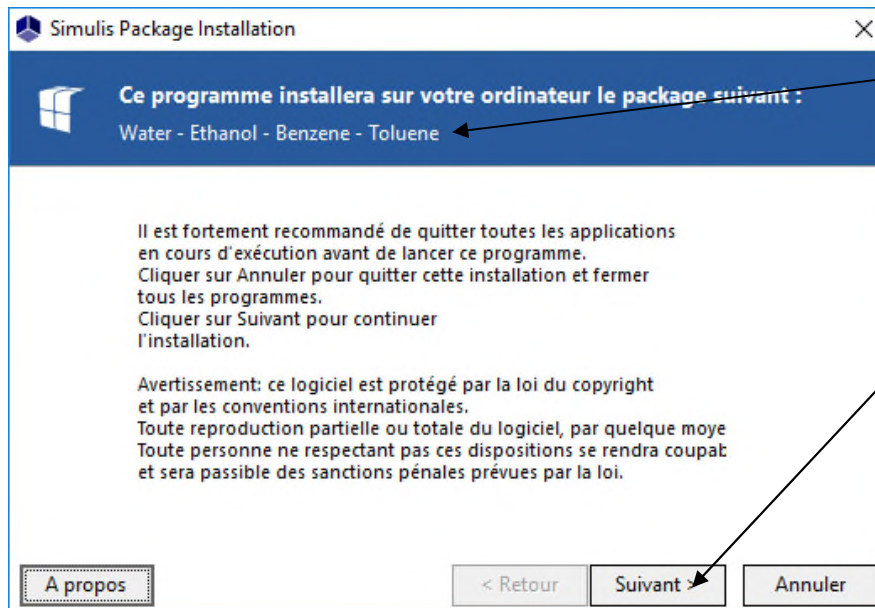 Simulis Package Installation
Ce programme installera sur votre ordinateur le package suivant :
Water - Ethanol - Benzene - Toluene
Il est fortement recommandé de quitter toutes les applications
en cours d'exécution avant de lancer ce programme.
Cliquer sur Annuler pour quitter cette installation et fermer
tous les programmes.
Cliquer sur Suivant pour continuer
l'installation.
Avertissement: ce logiciel est protégé par la loi du copyright
et par les conventions internationales.
Toute reproduction partielle ou totale du logiciel, par quelque moye
Toute personne ne respectant pas ces dispositions se rendra coupab
et sera passible des sanctions pénales prévues par la loi.
A propos
< Retour
Suivant >
Annuler